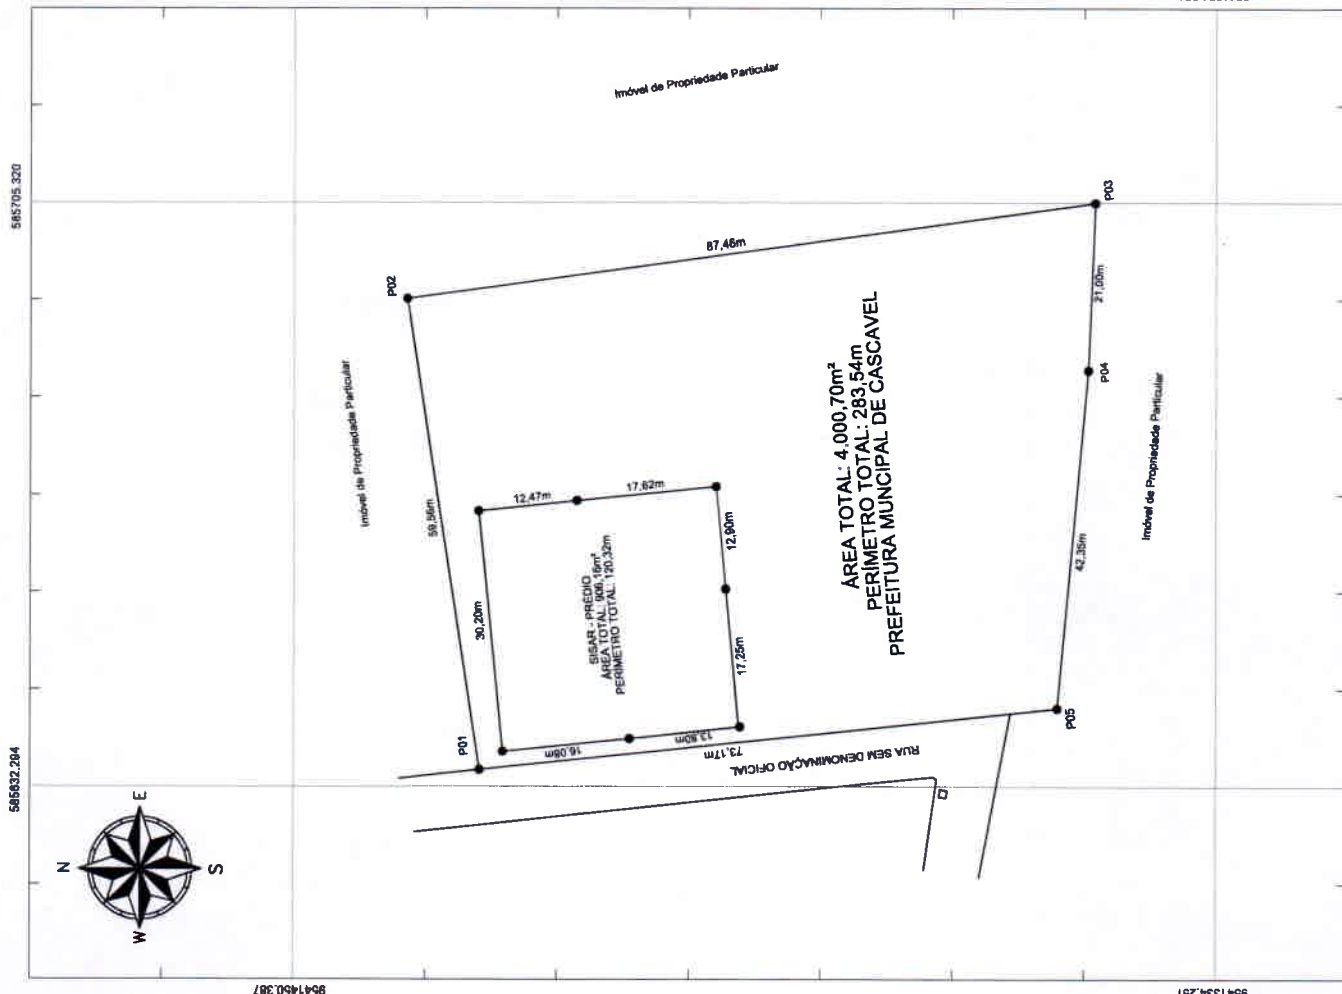 Imóvel de Propriedade Particular
585705.320
P02
P03
87,46m
21,00m
P04
Imóvel de Propriedade Particular
59,56m
12,47m
17,62m
12,90m
17,25m
30,20m
SISAR - PRÉDIO
ÁREA TOTAL: 906,16m²
PERÍMETRO TOTAL: 120,32m
ÁREA TOTAL: 4.000,70m²
PERÍMETRO TOTAL: 283,54m
PREFEITURA MUNCIPAL DE CASCAVEL
Imóvel de Propriedade Particular
42,35m
P01
16,08m
13,80m
73,17m
P05
RUA SEM DENOMINAÇÃO OFICIAL
585632.294
N
E
S
W
9541450.387